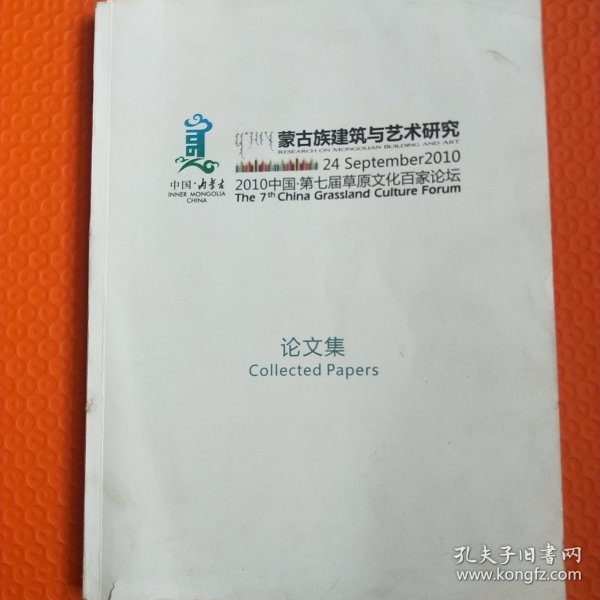 蒙古族建筑与艺术研究
RESEARCH ON MONGOLIAN BUILDING AND ART
24 September2010
2010中国·第七届草原文化百家论坛
The 7th China Grassland Culture Forum
中国·内蒙古
INNER MONGOLIA
CHINA
论文集
Collected Papers
孔夫子旧书网
www.kongfz.com